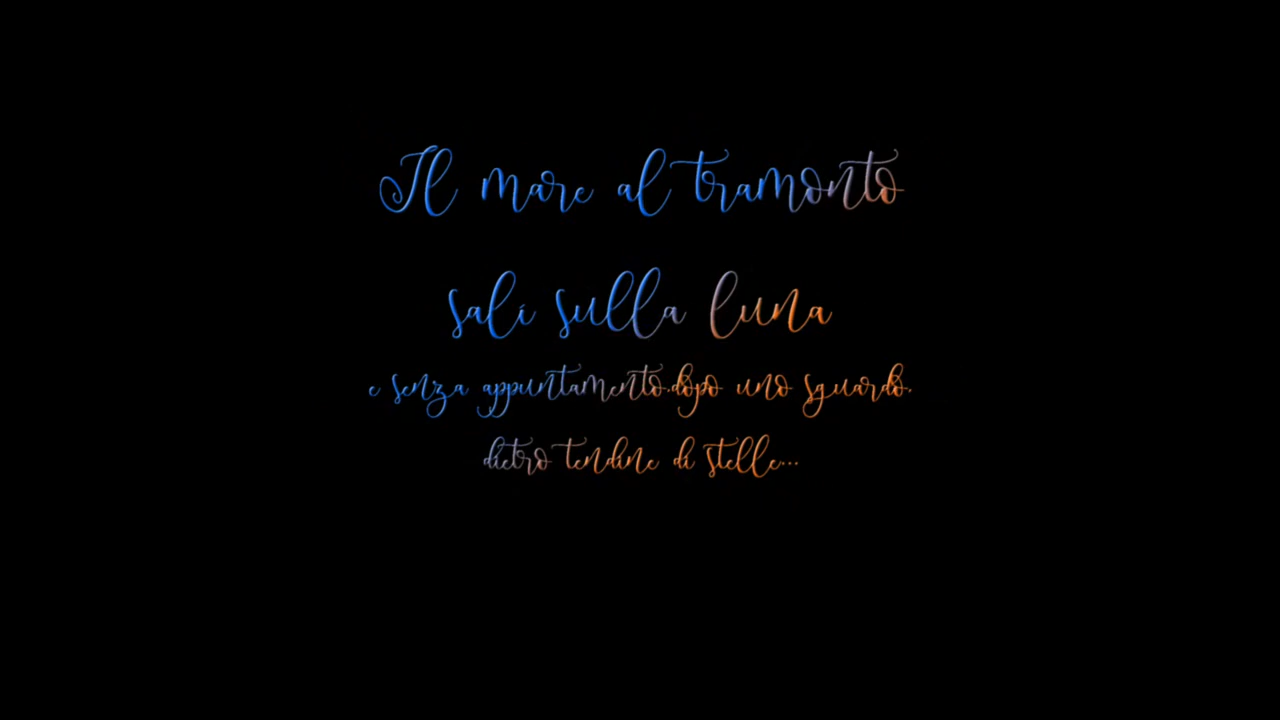 Il mare al tramonto
salì sulla luna
e senza appuntamento.dopo uno sguardo.
dietro tendine di stelle...